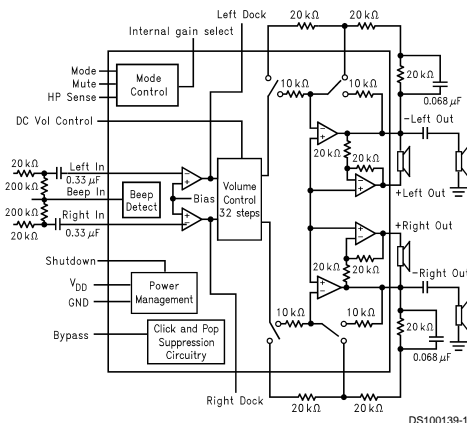 Left Dock
Internal gain select
20 kΩ
20 kΩ
20 kΩ
0.068 μF
Mode
Mute
HP Sense
Mode
Control
10 kΩ
10 kΩ
DC Vol Control
−Left Out
20 kΩ
20 kΩ
+Left Out
20 kΩ
Left In
0.33 μF
200 kΩ
Beep In
Beep
Detect
Bias
Volume
Control
32 steps
200 kΩ
Right In
20 kΩ
0.33 μF
+Right Out
20 kΩ
20 kΩ
−Right Out
Shutdown
VDD
GND
Power
Management
10 kΩ
10 kΩ
Bypass
Click and Pop
Suppression
Circuitry
20 kΩ
0.068 μF
Right Dock
20 kΩ
20 kΩ
DS100139-1